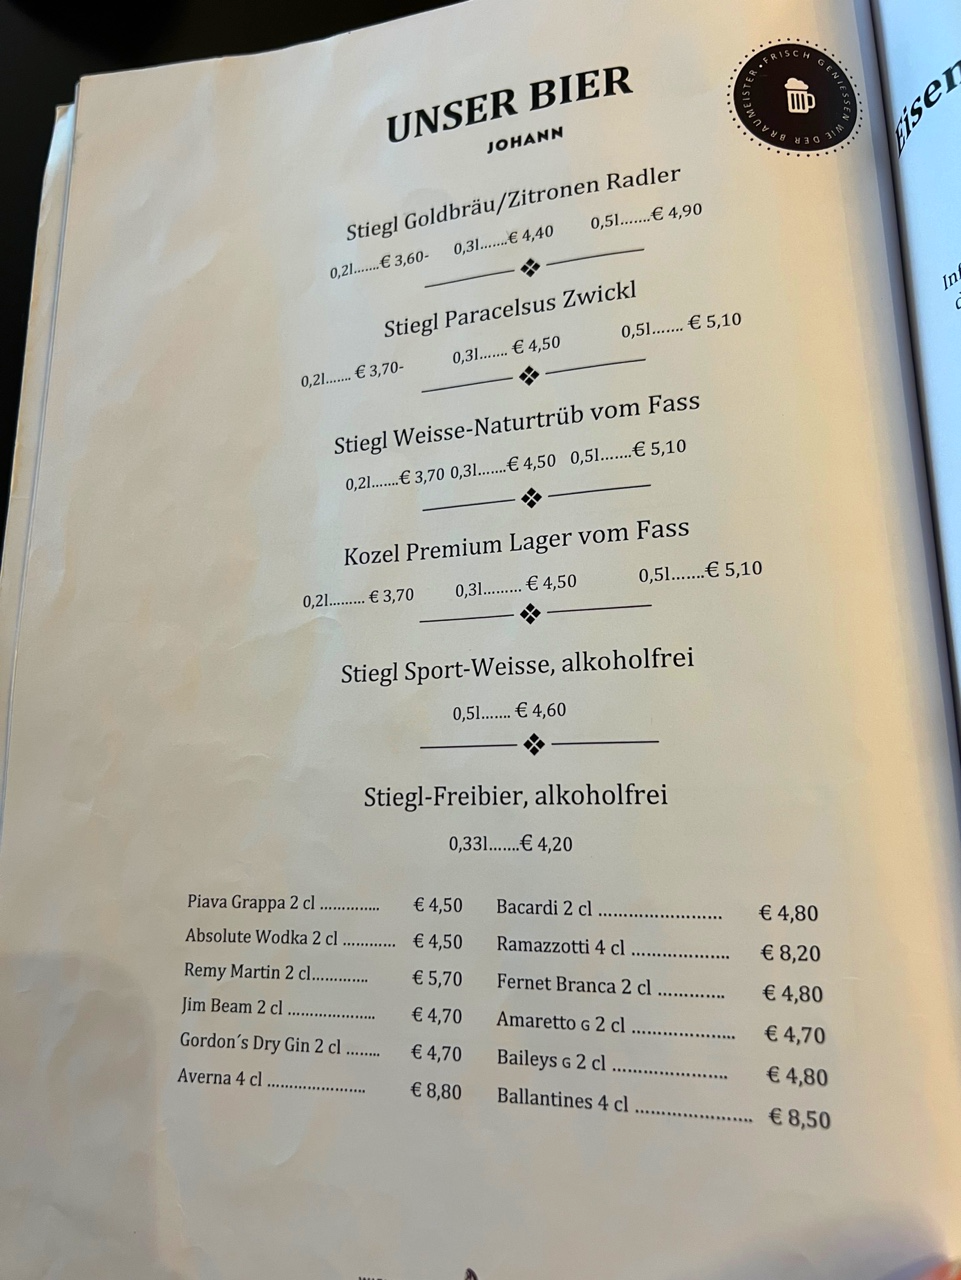 UNSER BIER
JOHANN
FRISCH GENIESSEN WIE DER BRAUMEISTER •
Stiegl Goldbräu/Zitronen Radler
0,2l.......€ 3,60- 0,3l.......€ 4,40 0,5l.......€ 4,90
Stiegl Paracelsus Zwickl
0,2l....... € 3,70- 0,3l....... € 4,50 0,5l....... € 5,10
Stiegl Weisse-Naturtrüb vom Fass
0,2l.......€ 3,70 0,3l.......€ 4,50 0,5l.......€ 5,10
Kozel Premium Lager vom Fass
0,2l......... € 3,70 0,3l......... € 4,50 0,5l.......€ 5,10
Stiegl Sport-Weisse, alkoholfrei
0,5l....... € 4,60
Stiegl-Freibier, alkoholfrei
0,33l.......€ 4,20
Piava Grappa 2 cl .............. € 4,50
Absolute Wodka 2 cl ............ € 4,50
Remy Martin 2 cl............. € 5,70
Jim Beam 2 cl .................... € 4,70
Gordon´s Dry Gin 2 cl ........ € 4,70
Averna 4 cl ....................... € 8,80
Bacardi 2 cl ........................ € 4,80
Ramazzotti 4 cl ................... € 8,20
Fernet Branca 2 cl ............. € 4,80
Amaretto G 2 cl .................... € 4,70
Baileys G 2 cl ....................... € 4,80
Ballantines 4 cl ....................... € 8,50